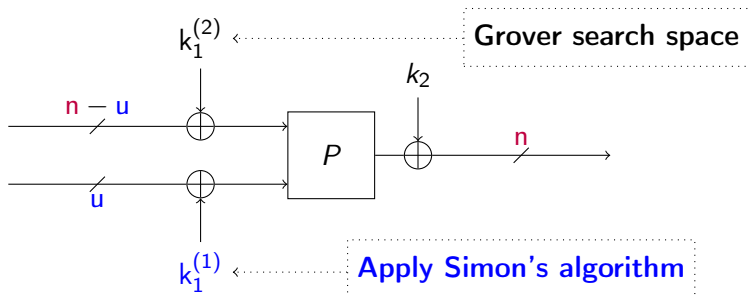 k₁⁽²⁾
Grover search space
k₂
n − u
P
n
u
k₁⁽¹⁾
Apply Simon's algorithm